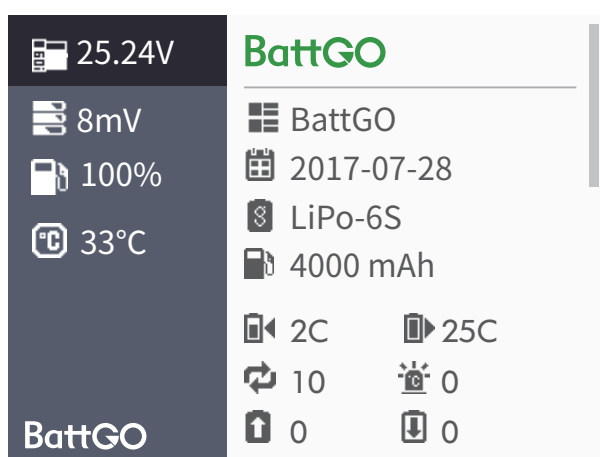 25.24V
8mV
100%
33°C
BattGO
BattGO
BattGO
2017-07-28
LiPo-6S
4000 mAh
2C 25C
10 0
0 0